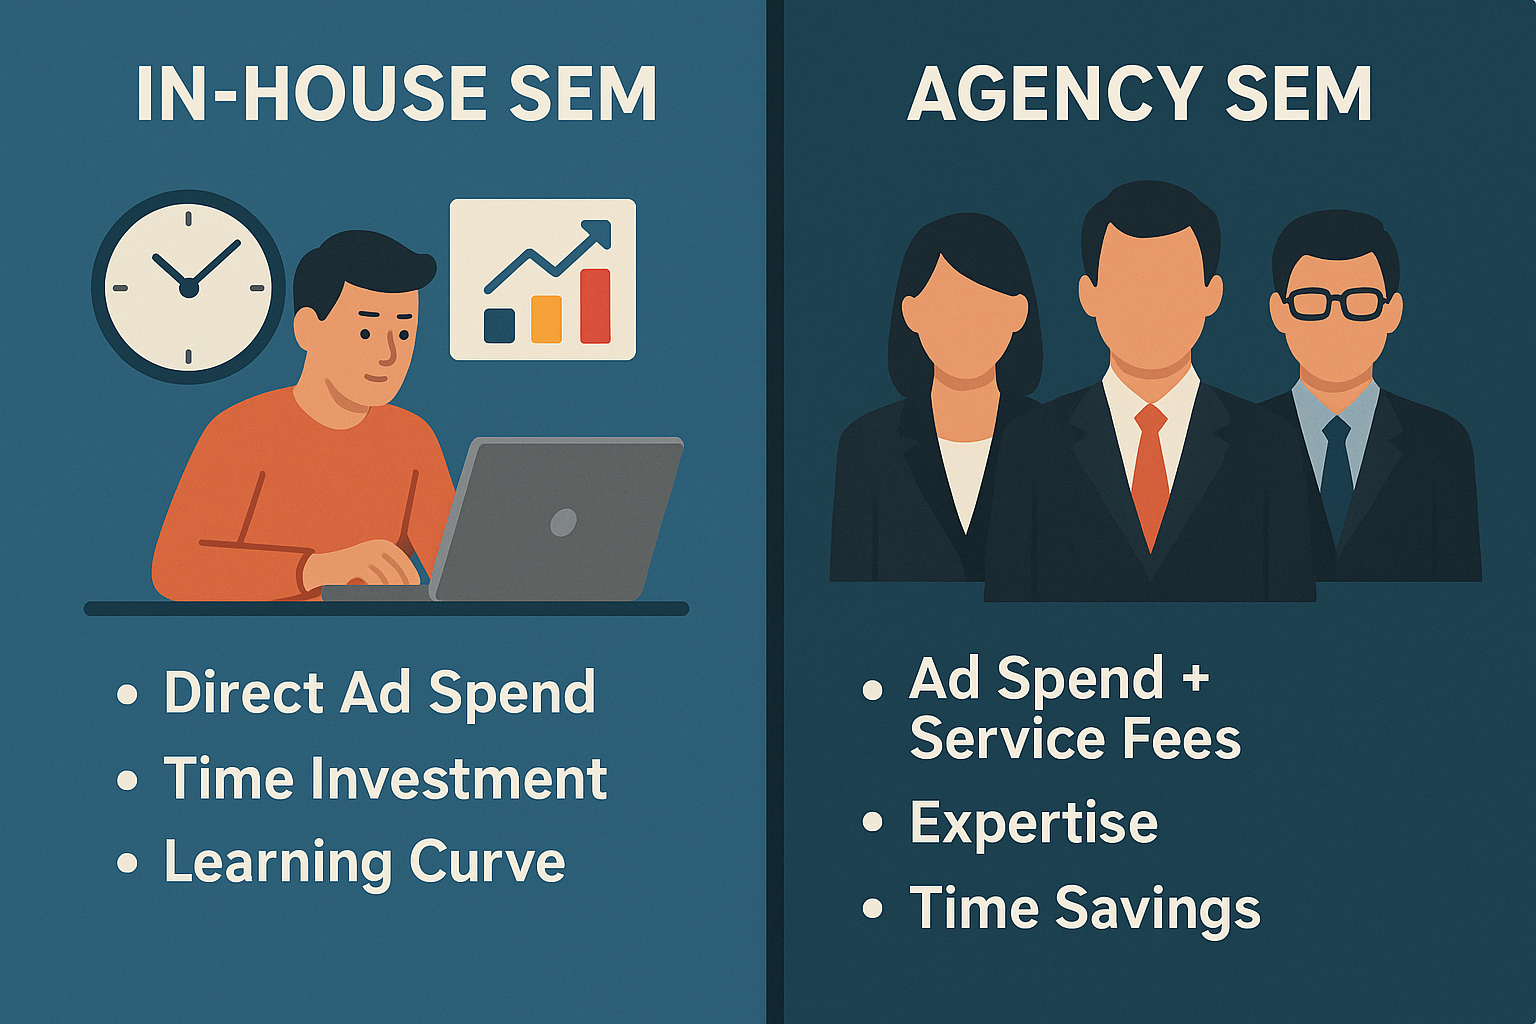 IN-HOUSE SEM
• Direct Ad Spend
• Time Investment
• Learning Curve
AGENCY SEM
• Ad Spend +
Service Fees
• Expertise
• Time Savings